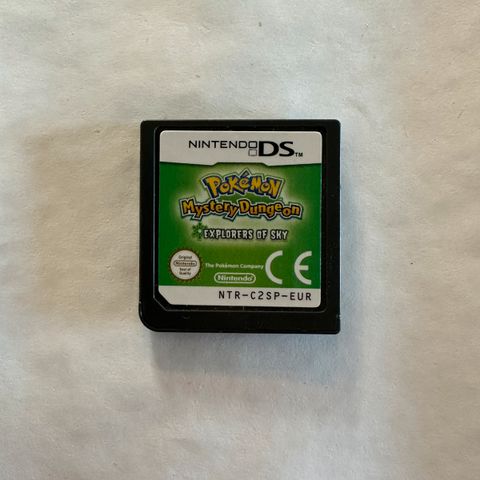 NINTENDO DS™
POKÉMON
Mystery Dungeon
EXPLORERS OF SKY
Original
Nintendo
Seal of
Quality
The Pokémon Company
Nintendo
CE
NTR-C2SP-EUR